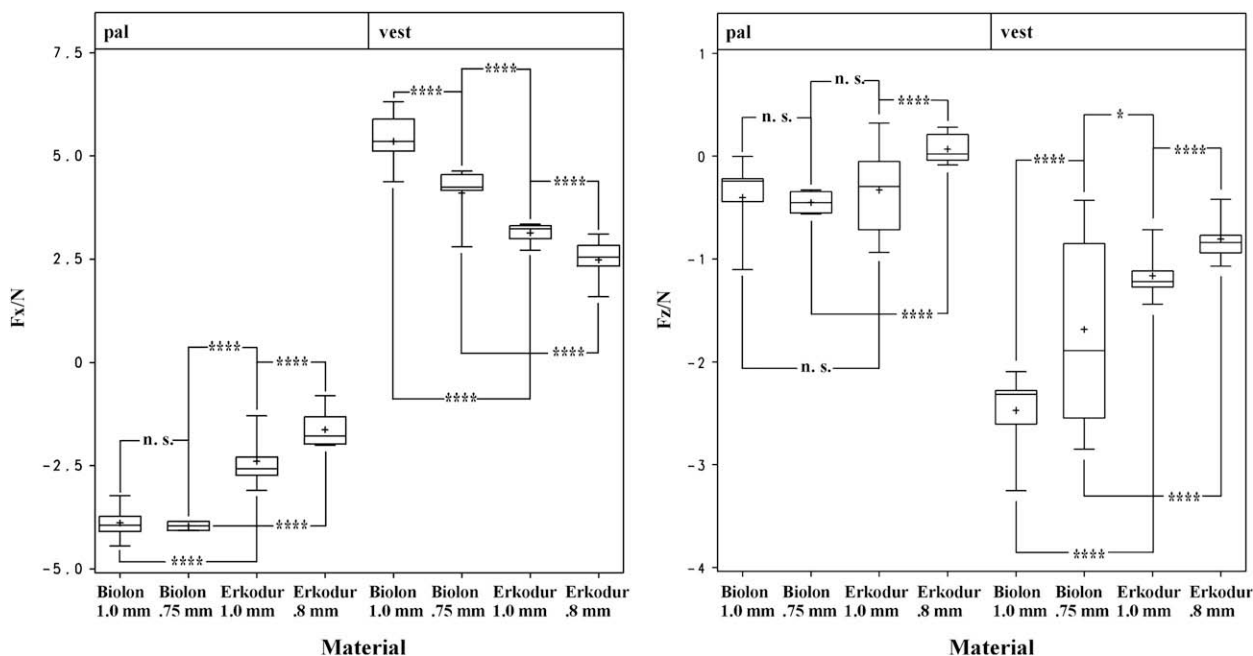 pal vest
7.5
5.0
2.5
0
-2.5
-5.0
Fx/N
n. s.
****
****
****
****
****
****
****
****
****
Biolon 1.0 mm
Biolon .75 mm
Erkodur 1.0 mm
Erkodur .8 mm
Biolon 1.0 mm
Biolon .75 mm
Erkodur 1.0 mm
Erkodur .8 mm
Material
pal vest
1
0
-1
-2
-3
-4
Fz/N
n. s.
n. s.
****
****
n. s.
****
*
****
****
****
Biolon 1.0 mm
Biolon .75 mm
Erkodur 1.0 mm
Erkodur .8 mm
Biolon 1.0 mm
Biolon .75 mm
Erkodur 1.0 mm
Erkodur .8 mm
Material